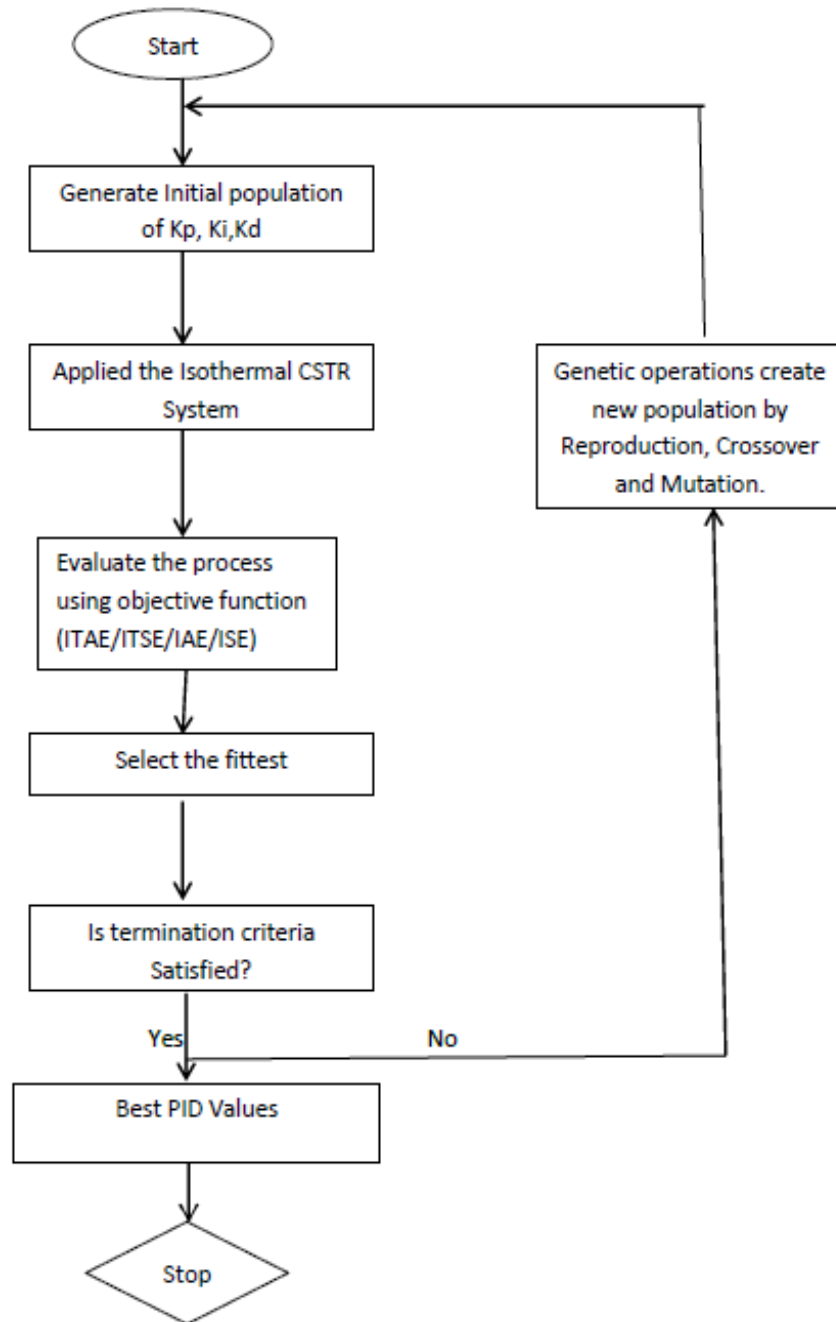 Start
Generate Initial population
of Kp, Ki,Kd
Applied the Isothermal CSTR
System
Genetic operations create
new population by
Reproduction, Crossover
and Mutation.
Evaluate the process
using objective function
(ITAE/ITSE/IAE/ISE)
Select the fittest
Is termination criteria
Satisfied?
Yes
No
Best PID Values
Stop